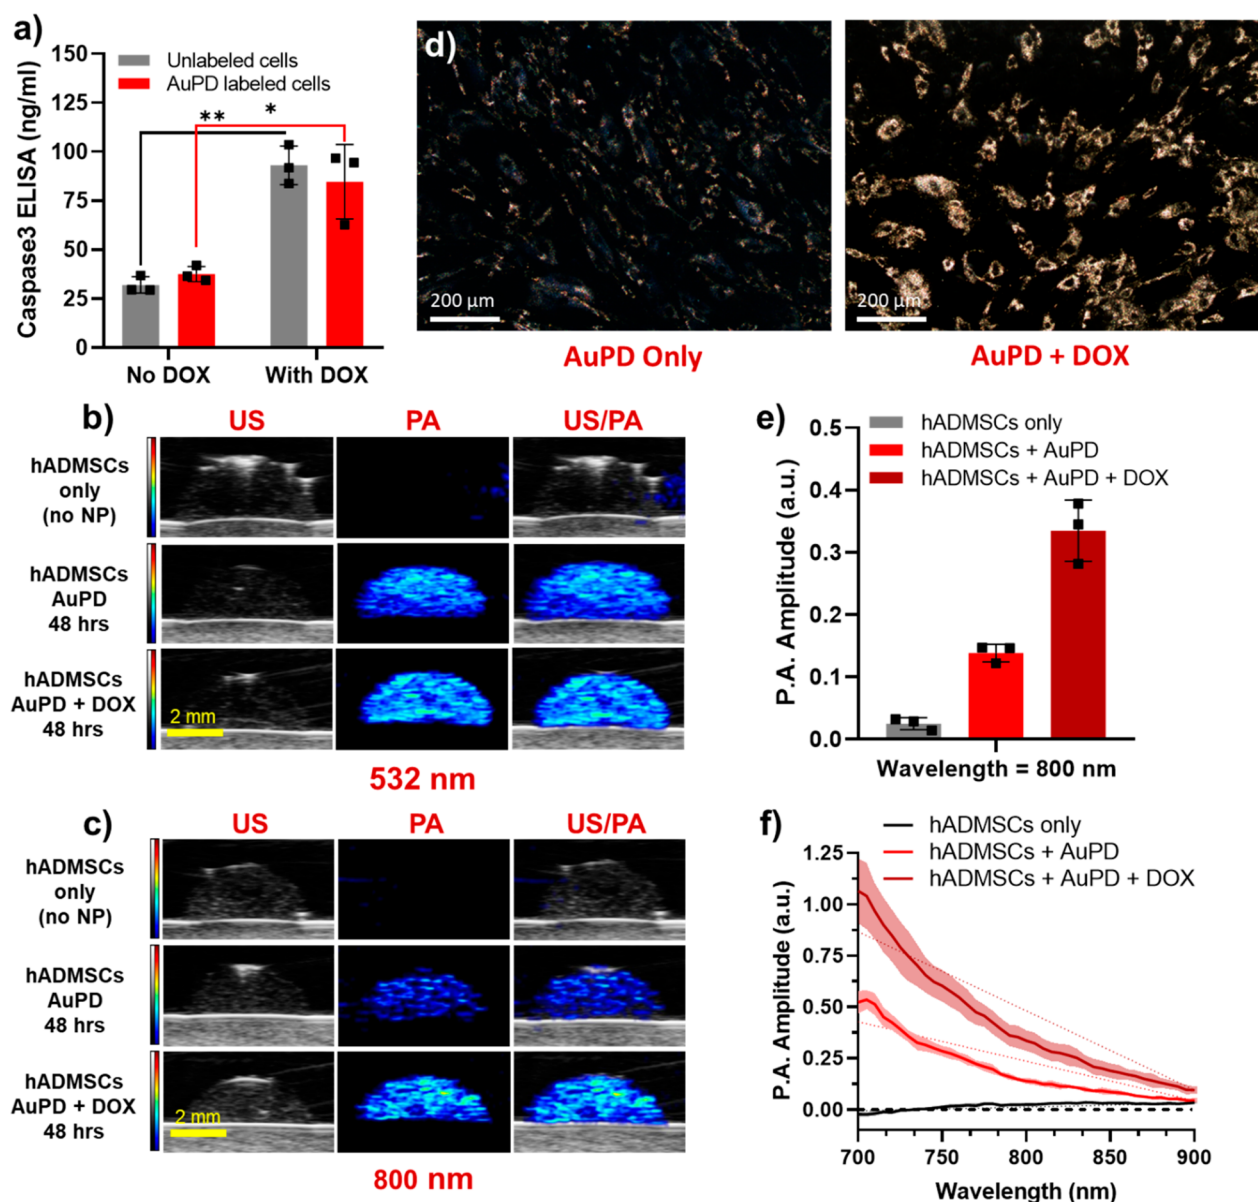 a)
150
125
100
75
50
25
0
Caspase3 ELISA (ng/ml)
Unlabeled cells
AuPD labeled cells
**
*
No DOX
With DOX
d)
200 μm
200 μm
AuPD Only
AuPD + DOX
b)
US
PA
US/PA
hADMSCs
only
(no NP)
hADMSCs
AuPD
48 hrs
hADMSCs
AuPD + DOX
48 hrs
2 mm
532 nm
c)
US
PA
US/PA
hADMSCs
only
(no NP)
hADMSCs
AuPD
48 hrs
hADMSCs
AuPD + DOX
48 hrs
2 mm
800 nm
e)
hADMSCs only
hADMSCs + AuPD
hADMSCs + AuPD + DOX
0.5
0.4
0.3
0.2
0.1
0.0
P.A. Amplitude (a.u.)
Wavelength = 800 nm
f)
hADMSCs only
hADMSCs + AuPD
hADMSCs + AuPD + DOX
1.25
1.00
0.75
0.50
0.25
0.00
P.A. Amplitude (a.u.)
700
750
800
850
900
Wavelength (nm)